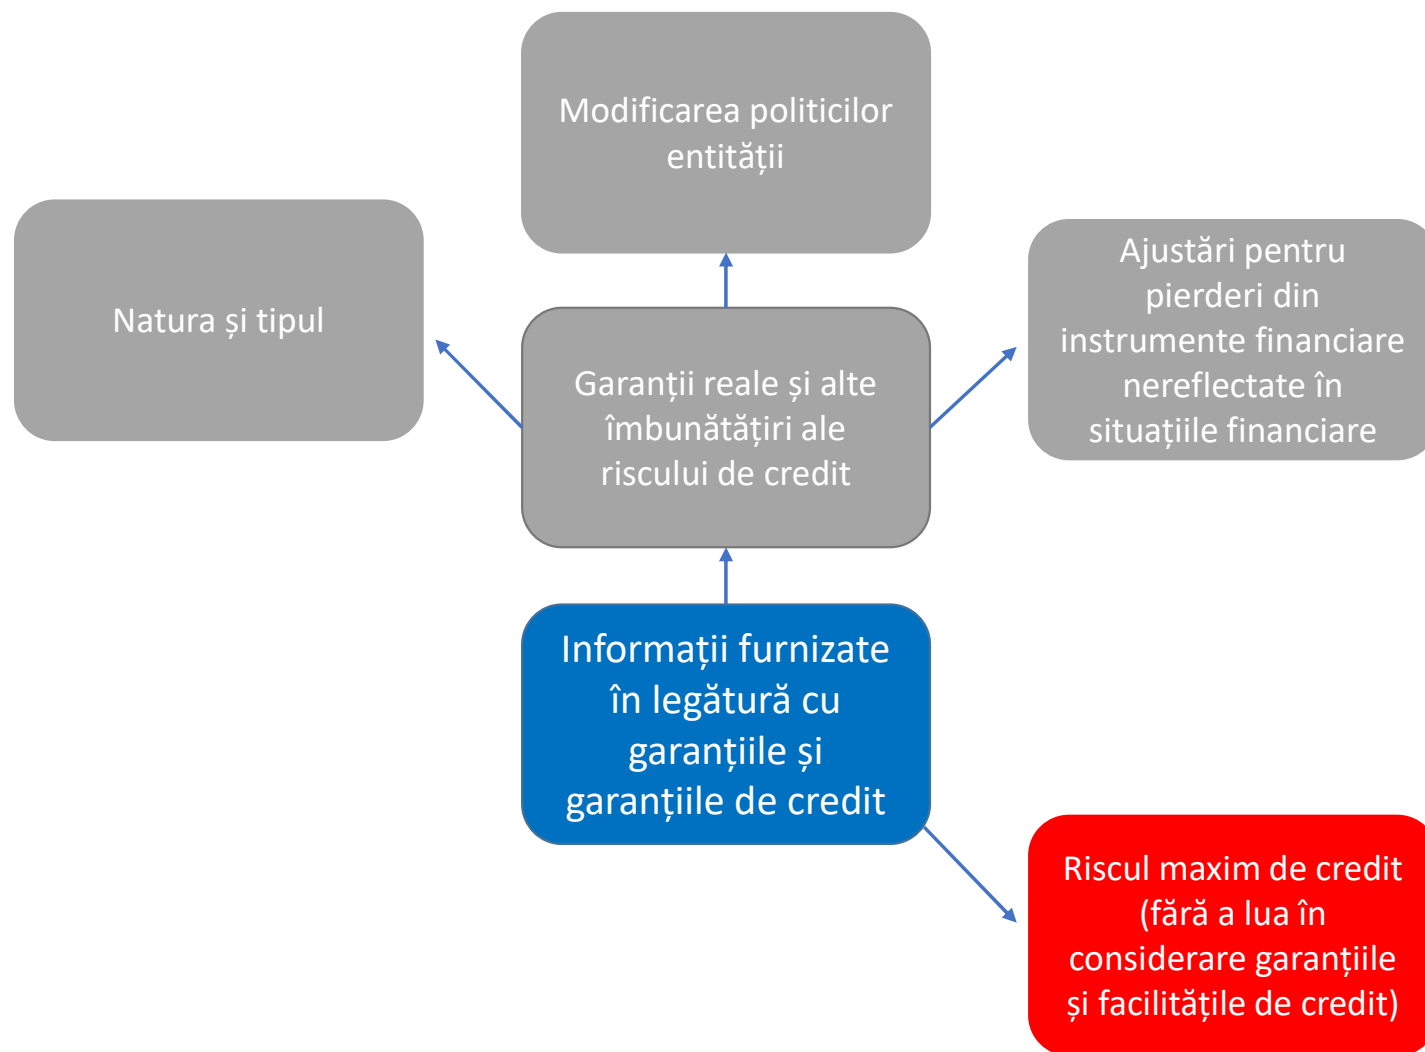 Modificarea politicilor
entității
Natura și tipul
Ajustări pentru
pierderi din
instrumente financiare
nereflectate în
situațiile financiare
Garanții reale și alte
îmbunătățiri ale
riscului de credit
Informații furnizate
în legătură cu
garanțiile și
garanțiile de credit
Riscul maxim de credit
(fără a lua în
considerare garanțiile
și facilitățile de credit)